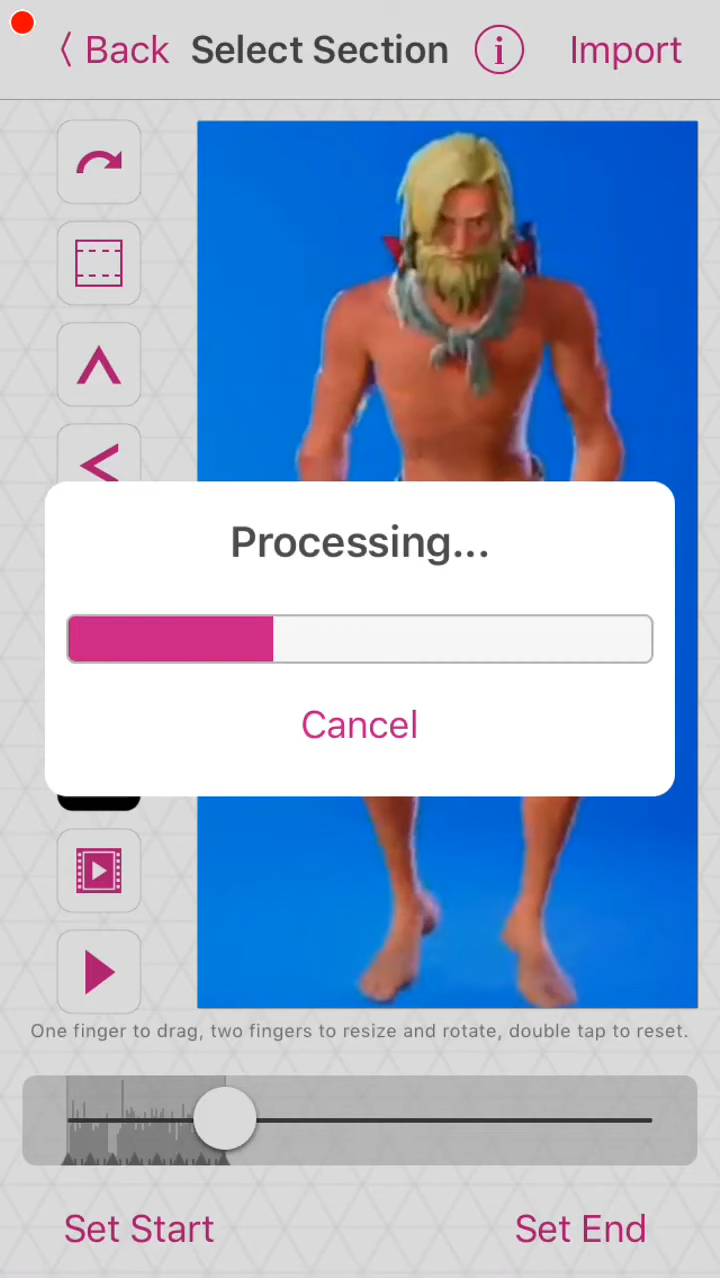 Back
Select Section
i
Import
Processing...
Cancel
One finger to drag, two fingers to resize and rotate, double tap to reset.
Set Start
Set End